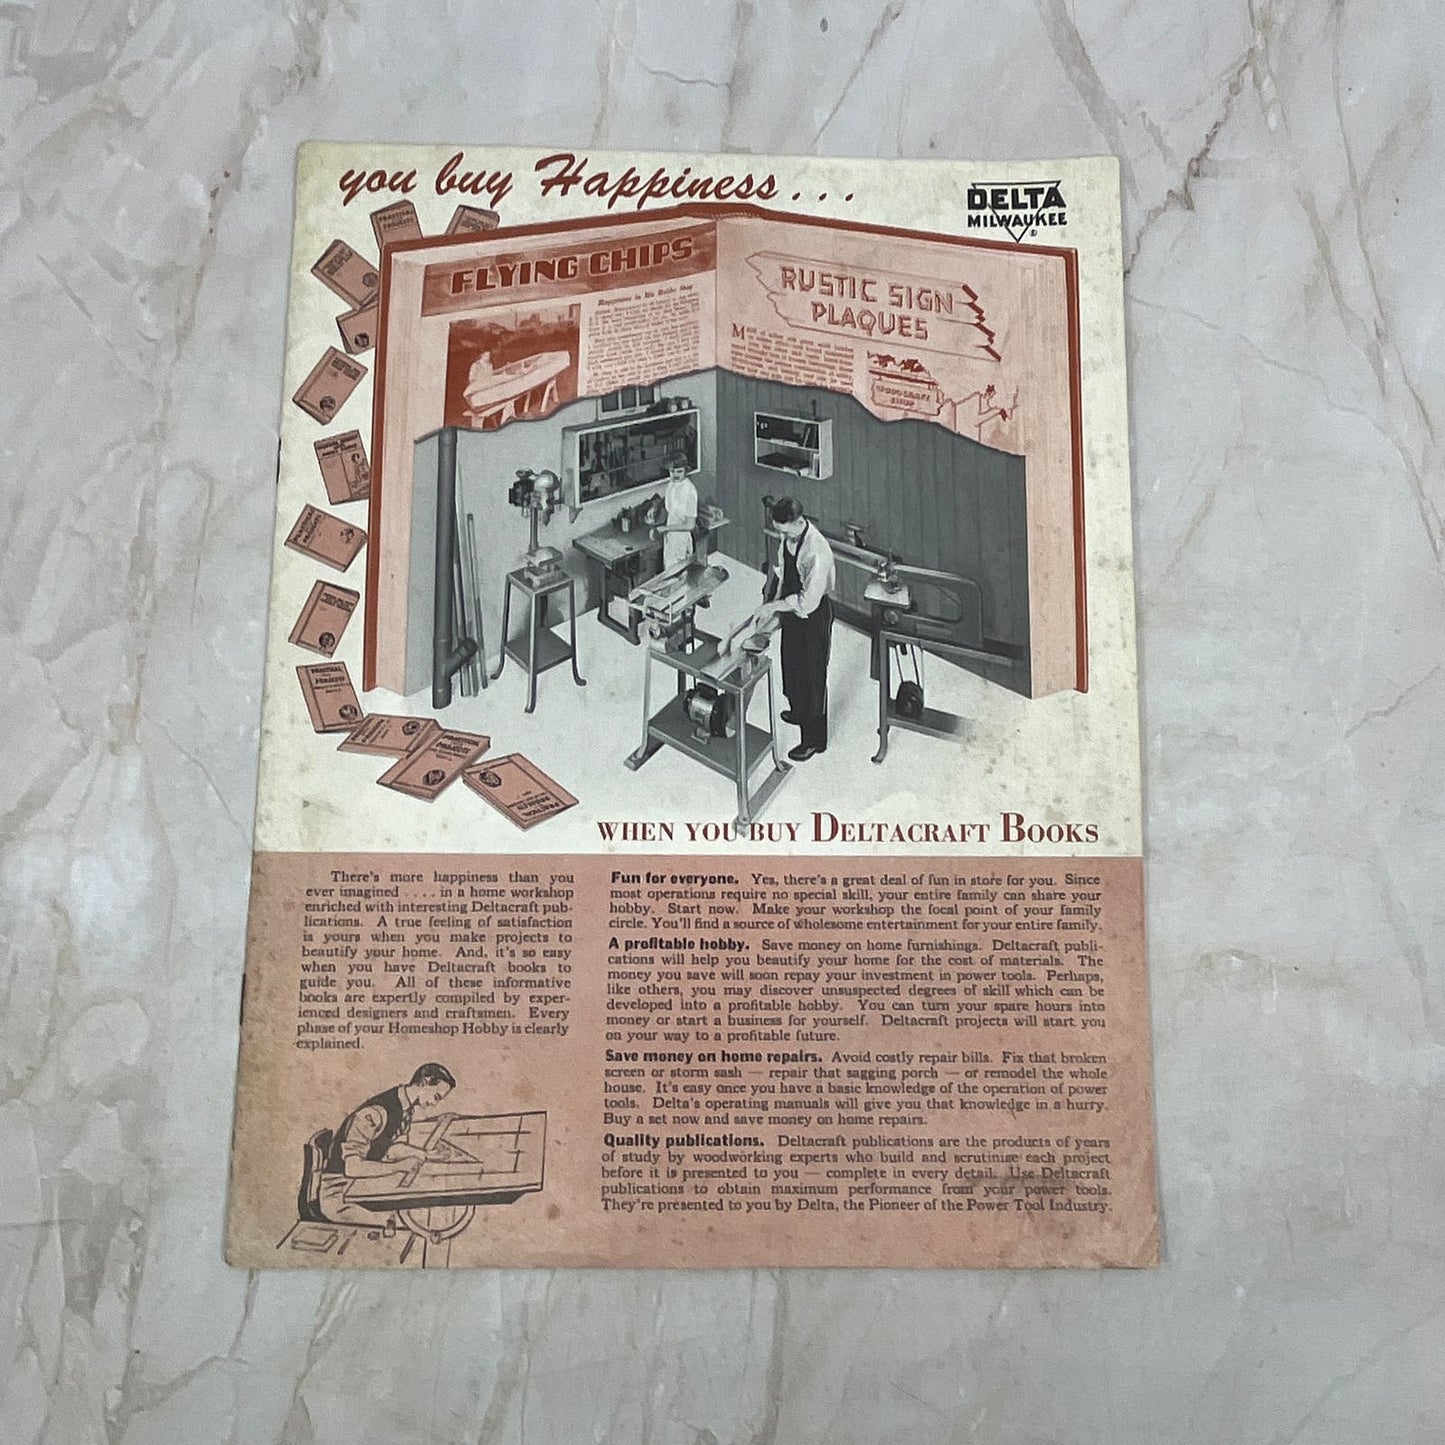 you buy Happiness...
DELTA
MILWAUKEE
®
FLYING CHIPS
RUSTIC SIGN
PLAQUES
WOODCRAFT
SHOP
PRACTICAL
PROJECTS
WHEN YOU BUY DELTACRAFT BOOKS
There's more happiness than you
ever imagined .... in a home workshop
enriched with interesting Deltacraft pub-
lications. A true feeling of satisfaction
is yours when you make projects to
beautify your home. And, it's so easy
when you have Deltacraft books to
guide you. All of these informative
books are expertly compiled by exper-
ienced designers and craftsmen. Every
phase of your Homeshop Hobby is clearly
explained.
Fun for everyone. Yes, there's a great deal of fun in store for you. Since
most operations require no special skill, your entire family can share your
hobby. Start now. Make your workshop the focal point of your family
circle. You'll find a source of wholesome entertainment for your entire family.
A profitable hobby. Save money on home furnishings. Deltacraft publi-
cations will help you beautify your home for the cost of materials. The
money you save will soon repay your investment in power tools. Perhaps,
like others, you may discover unsuspected degrees of skill which can be
developed into a profitable hobby. You can turn your spare hours into
money or start a business for yourself. Deltacraft projects will start you
on your way to a profitable future.
Save money on home repairs. Avoid costly repair bills. Fix that broken
screen or storm sash — repair that sagging porch — or remodel the whole
house. It's easy once you have a basic knowledge of the operation of power
tools. Delta's operating manuals will give you that knowledge in a hurry.
Buy a set now and save money on home repairs.
Quality publications. Deltacraft publications are the products of years
of study by woodworking experts who build and scrutinize each project
before it is presented to you — complete in every detail. Use Deltacraft
publications to obtain maximum performance from your power tools.
They're presented to you by Delta, the Pioneer of the Power Tool Industry.